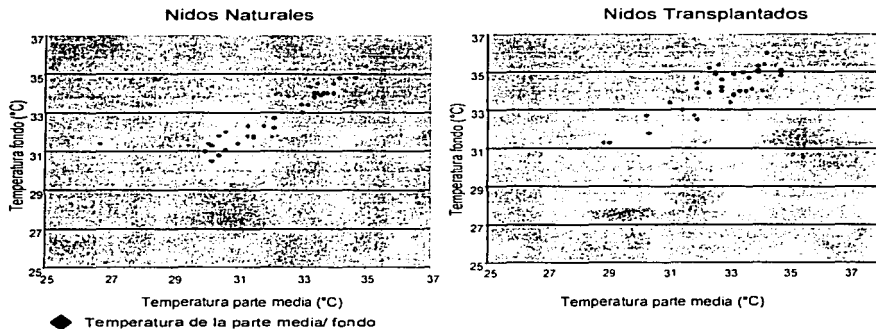 Nidos Naturales
Temperatura fondo (°C)
37
35
33
31
29
27
25
25 27 29 31 33 35 37
Temperatura parte media (°C)
◆ Temperatura de la parte media/ fondo
Nidos Transplantados
Temperatura fondo (°C)
37
35
33
31
29
27
25
25 27 29 31 33 35 37
Temperatura parte media (°C)